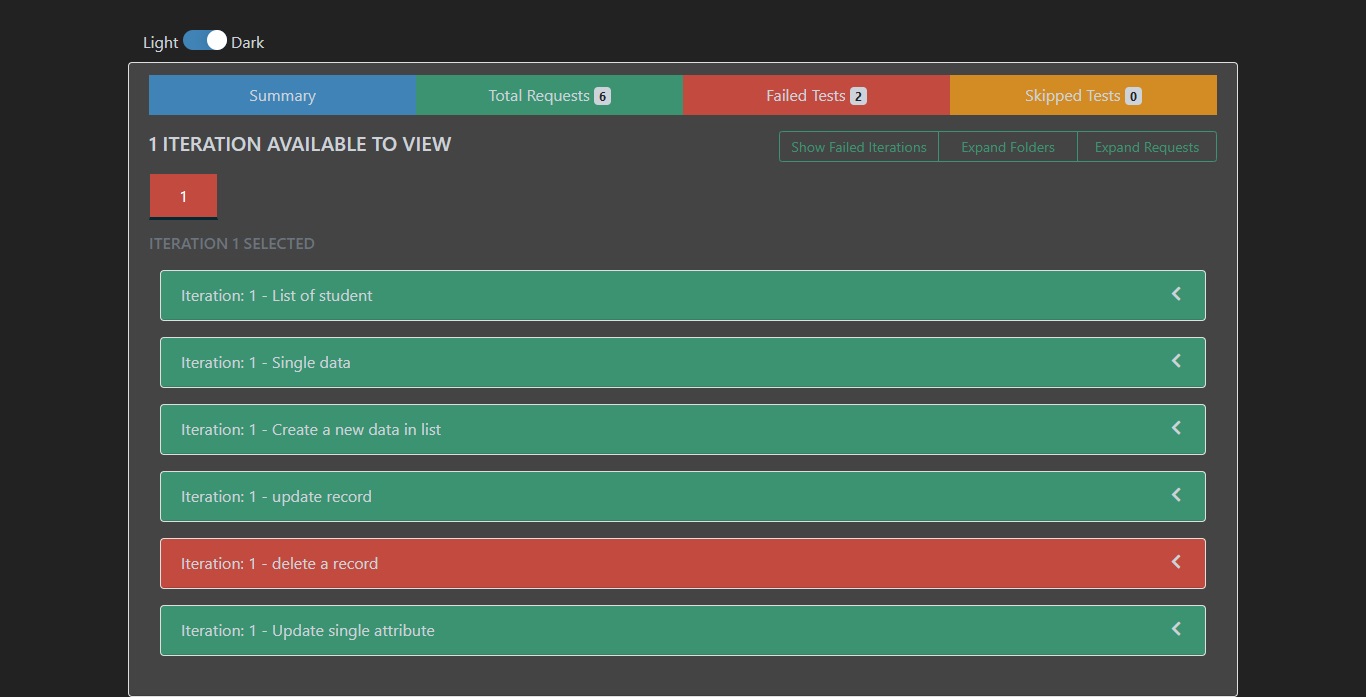 Light Dark
Summary Total Requests 6 Failed Tests 2 Skipped Tests 0
1 ITERATION AVAILABLE TO VIEW Show Failed Iterations Expand Folders Expand Requests
1
ITERATION 1 SELECTED
Iteration: 1 - List of student
Iteration: 1 - Single data
Iteration: 1 - Create a new data in list
Iteration: 1 - update record
Iteration: 1 - delete a record
Iteration: 1 - Update single attribute